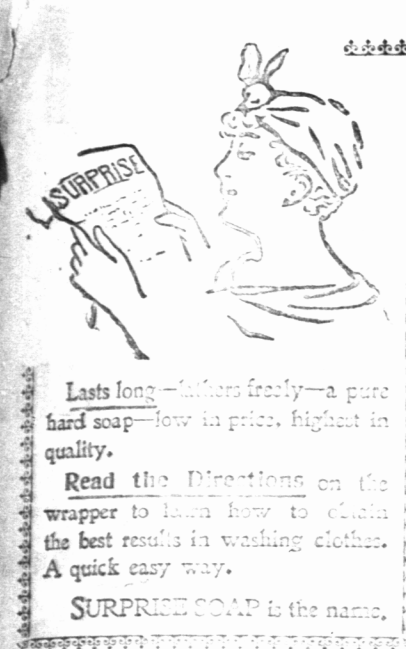 SURPRISE
Lasts long—lathers freely—a pure
hard soap—low in price, highest in
quality.
Read the Directions on the
wrapper to learn how to obtain
the best results in washing clothes.
A quick easy way.
SURPRISE SOAP is the name.